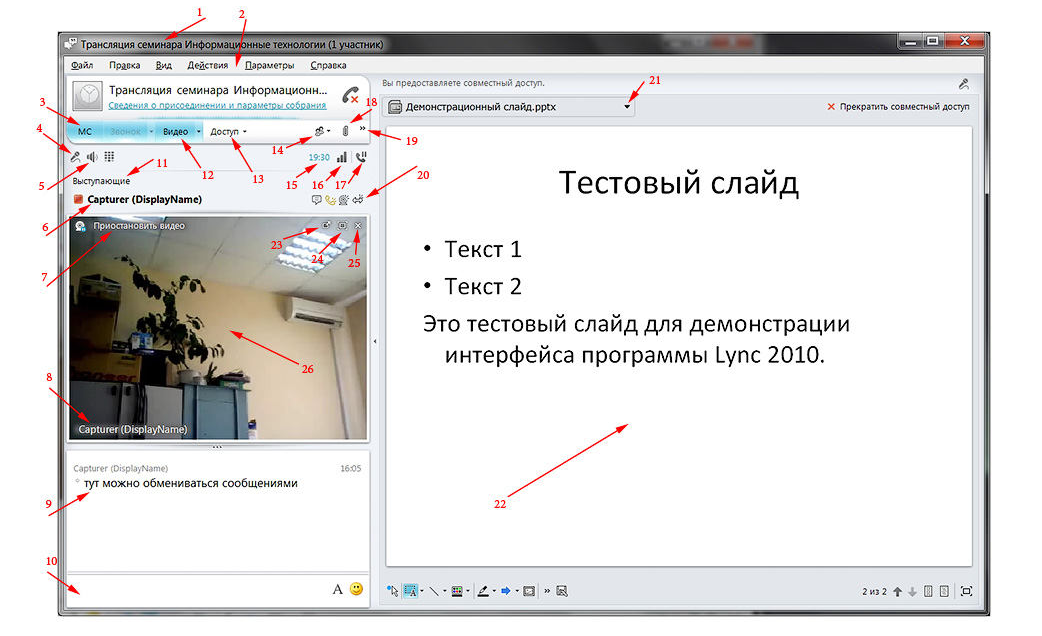 1
2
Трансляция семинара Информационные технологии (1 участник)
Файл Правка Вид Действия Параметры Справка
Трансляция семинара Информационн...
Сведения о присоединении и параметры собрания
Вы предоставляете совместный доступ.
21
Демонстрационный слайд.pptx
Прекратить совместный доступ
3
18
МС Звонок Видео Доступ »
4
14
19
19:30
11
12
13
15
16
17
20
5
Выступающие
Capturer (DisplayName)
6
Приостановить видео
23
24
25
7
26
8
Capturer (DisplayName)
Тестовый слайд
• Текст 1
• Текст 2
Это тестовый слайд для демонстрации
интерфейса программы Lync 2010.
22
Capturer (DisplayName) 16:05
тут можно обмениваться сообщениями
9
10
A
» 2 из 2